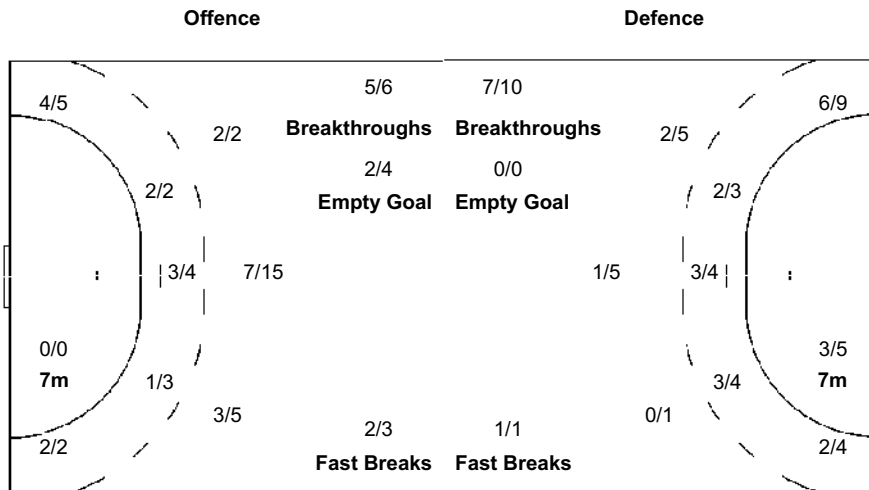 Offence Defence
5/6 7/10
4/5 6/9
Breakthroughs Breakthroughs
2/2 2/5
2/4 0/0
2/2 2/3
Empty Goal Empty Goal
3/4 7/15 1/5 3/4
0/0 3/5
7m 7m
1/3 3/4
3/5 0/1
2/3 1/1
2/2 2/4
Fast Breaks Fast Breaks